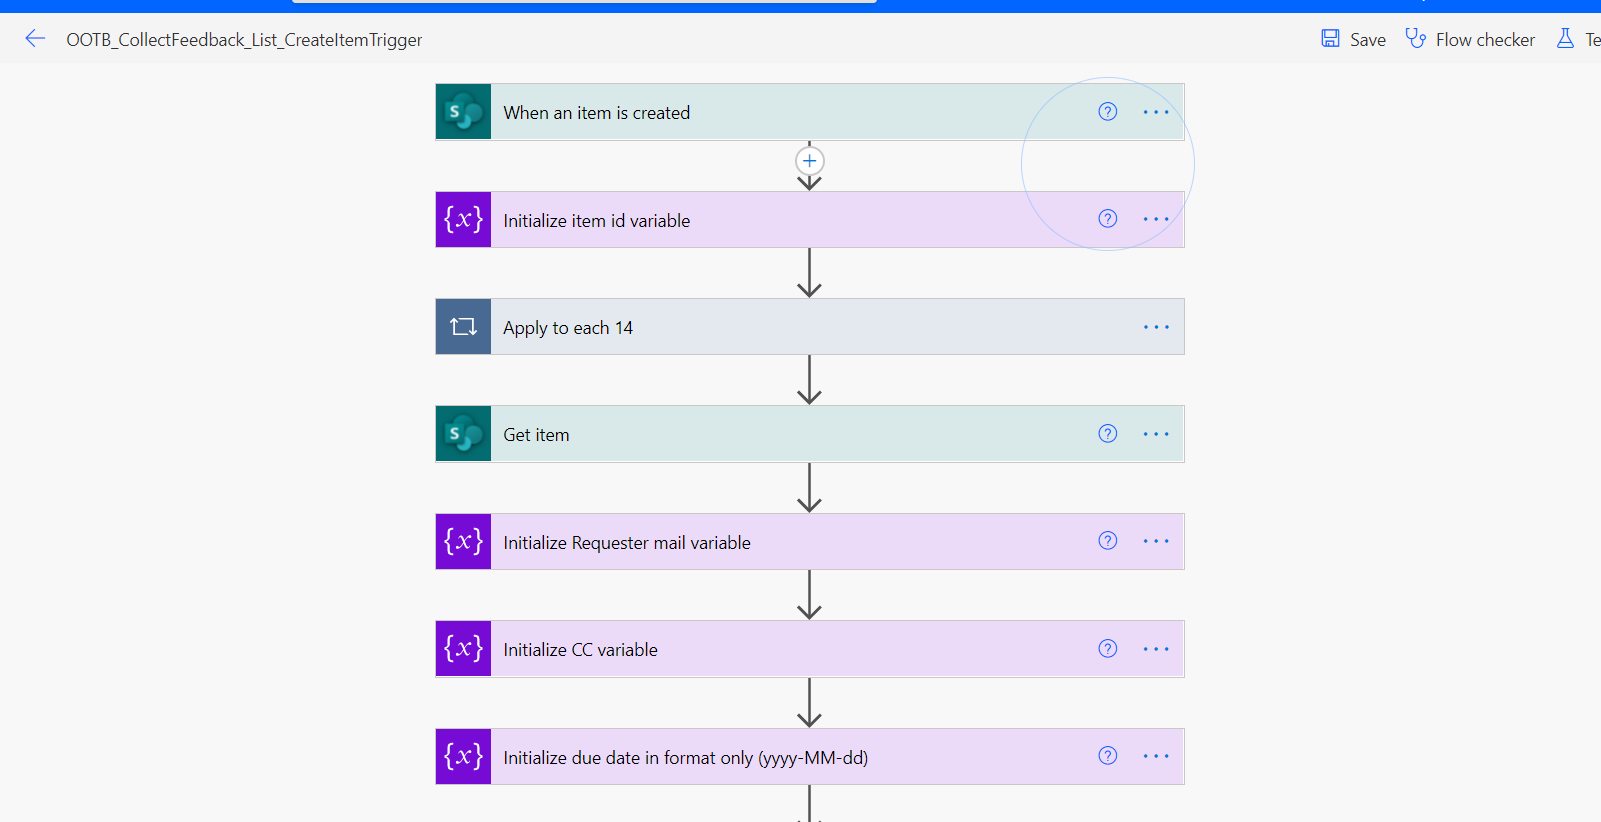 OOTB_CollectFeedback_List_CreateItemTrigger
Save
Flow checker
Te
When an item is created
Initialize item id variable
Apply to each 14
Get item
Initialize Requester mail variable
Initialize CC variable
Initialize due date in format only (yyyy-MM-dd)